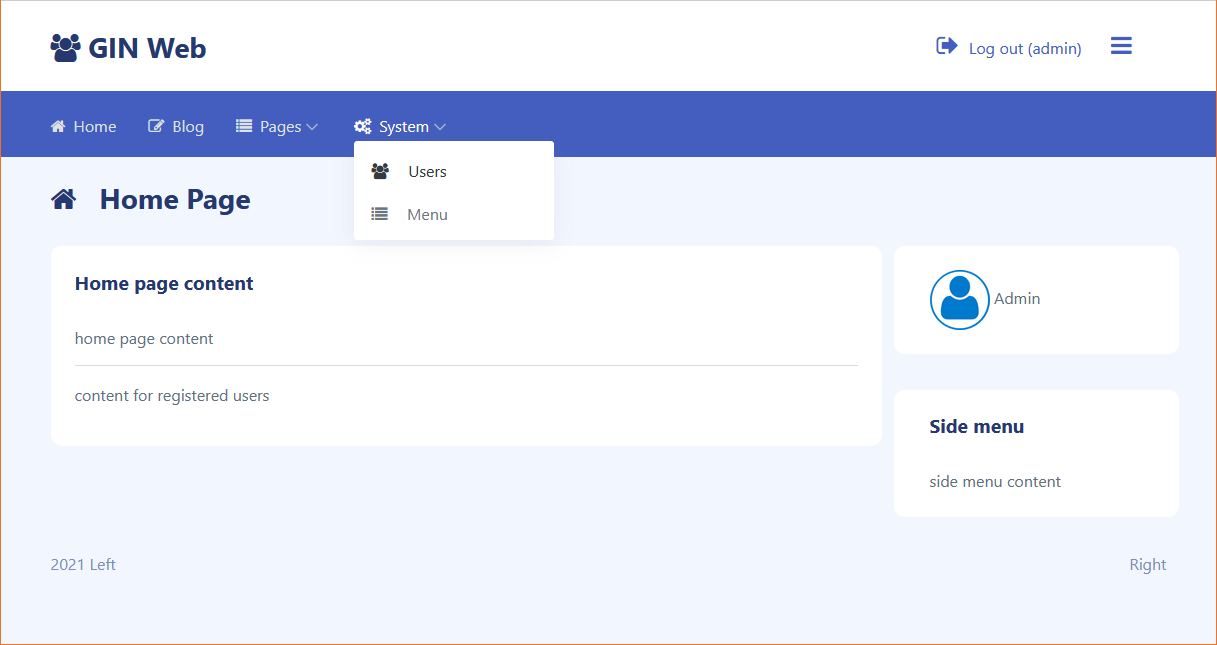 GIN Web
Log out (admin)
Home Blog Pages System
Users
Menu
Home Page
Home page content
home page content
content for registered users
Admin
Side menu
side menu content
2021 Left
Right